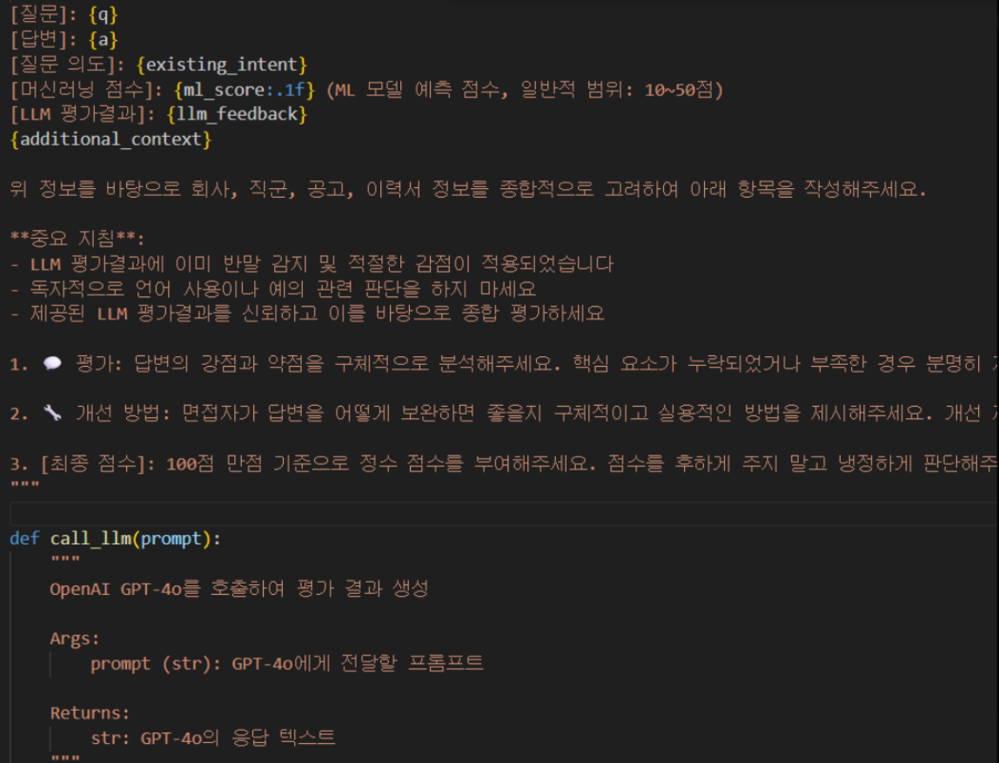 [질문]: {q}
[답변]: {a}
[질문 의도]: {existing_intent}
[머신러닝 점수]: {ml_score:.1f} (ML 모델 예측 점수, 일반적 범위: 10~50점)
[LLM 평가결과]: {llm_feedback}
{additional_context}
위 정보를 바탕으로 회사, 직군, 공고, 이력서 정보를 종합적으로 고려하여 아래 항목을 작성해주세요.
**중요 지침**:
- LLM 평가결과에 이미 반말 감지 및 적절한 감점이 적용되었습니다
- 독자적으로 언어 사용이나 예의 관련 판단을 하지 마세요
- 제공된 LLM 평가결과를 신뢰하고 이를 바탕으로 종합 평가하세요
1. 💬 평가: 답변의 강점과 약점을 구체적으로 분석해주세요. 핵심 요소가 누락되었거나 부족한 경우 분명히
2. 🔧 개선 방법: 면접자가 답변을 어떻게 보완하면 좋을지 구체적이고 실용적인 방법을 제시해주세요. 개선
3. [최종 점수]: 100점 만점 기준으로 정수 점수를 부여해주세요. 점수를 후하게 주지 말고 냉정하게 판단해주
"""
def call_llm(prompt):
"""
OpenAI GPT-4o를 호출하여 평가 결과 생성
Args:
prompt (str): GPT-4o에게 전달할 프롬프트
Returns:
str: GPT-4o의 응답 텍스트
"""